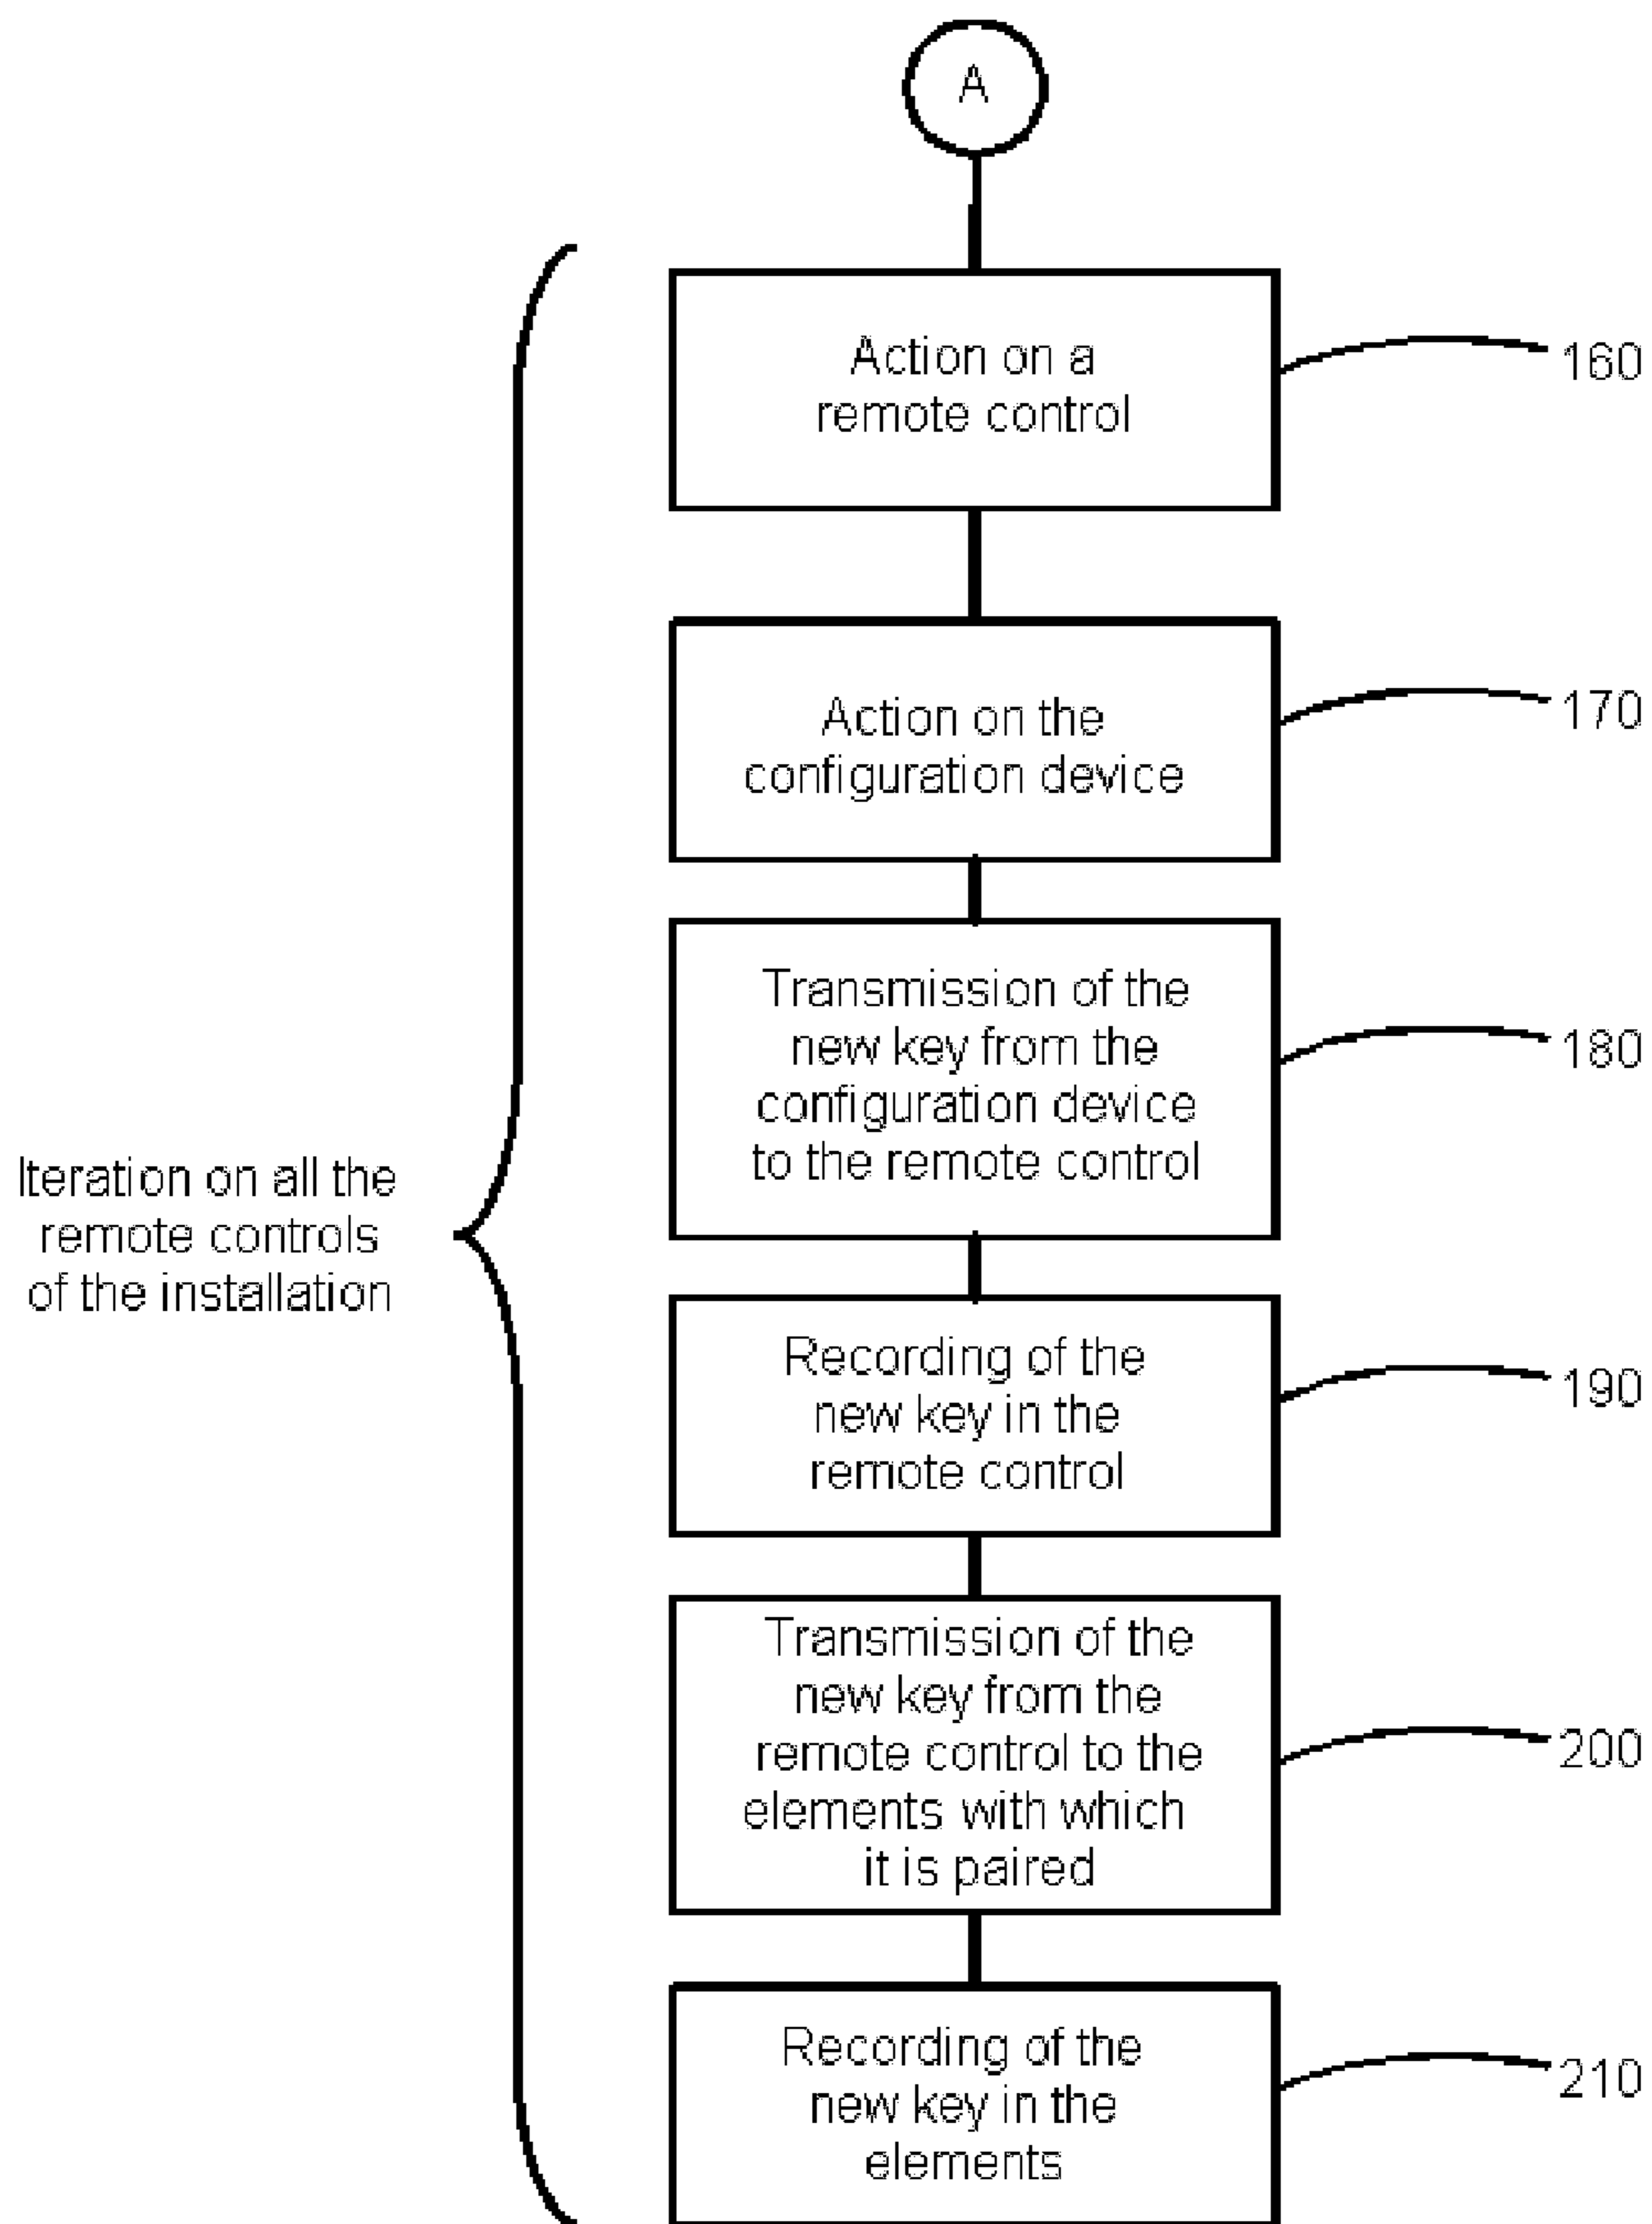 A
Action on a
remote control
160
Action on the
configuration device
170
Transmission of the
new key from the
configuration device
to the remote control
180
Iteration on all the
remote controls
of the installation
Recording of the
new key in the
remote control
190
Transmission of the
new key from the
remote control to the
elements with which
it is paired
200
Recording of the
new key in the
elements
210